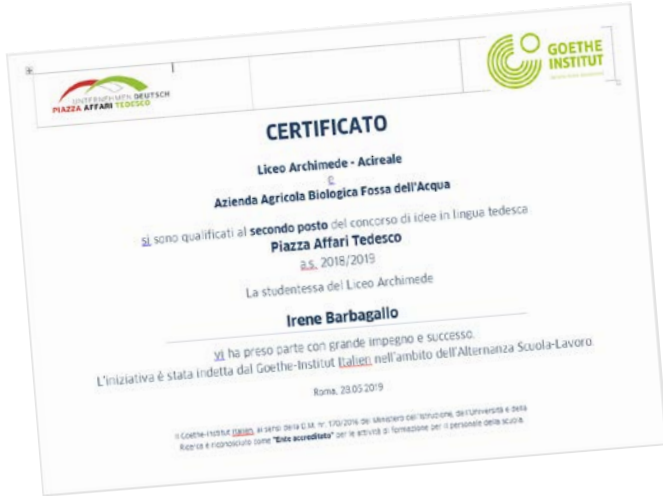 UNTERNEHMEN DEUTSCH
PIAZZA AFFARI TEDESCO
GOETHE
INSTITUT
CERTIFICATO
Liceo Archimede - Acireale
e
Azienda Agricola Biologica Fossa dell'Acqua
si sono qualificati al secondo posto del concorso di idee in lingua tedesca
Piazza Affari Tedesco
a.s. 2018/2019
La studentessa del Liceo Archimede
Irene Barbagallo
vi ha preso parte con grande impegno e successo.
L'iniziativa è stata indetta dal Goethe-Institut Italien nell'ambito dell'Alternanza Scuola-Lavoro.
Roma, 28.05.2019
Il Goethe-Institut Italien, ai sensi della D.M. nr. 170/2016 del Ministero dell'Istruzione, dell'Università e della
Ricerca è riconosciuto come "Ente accreditato" per le attività di formazione per il personale della scuola.